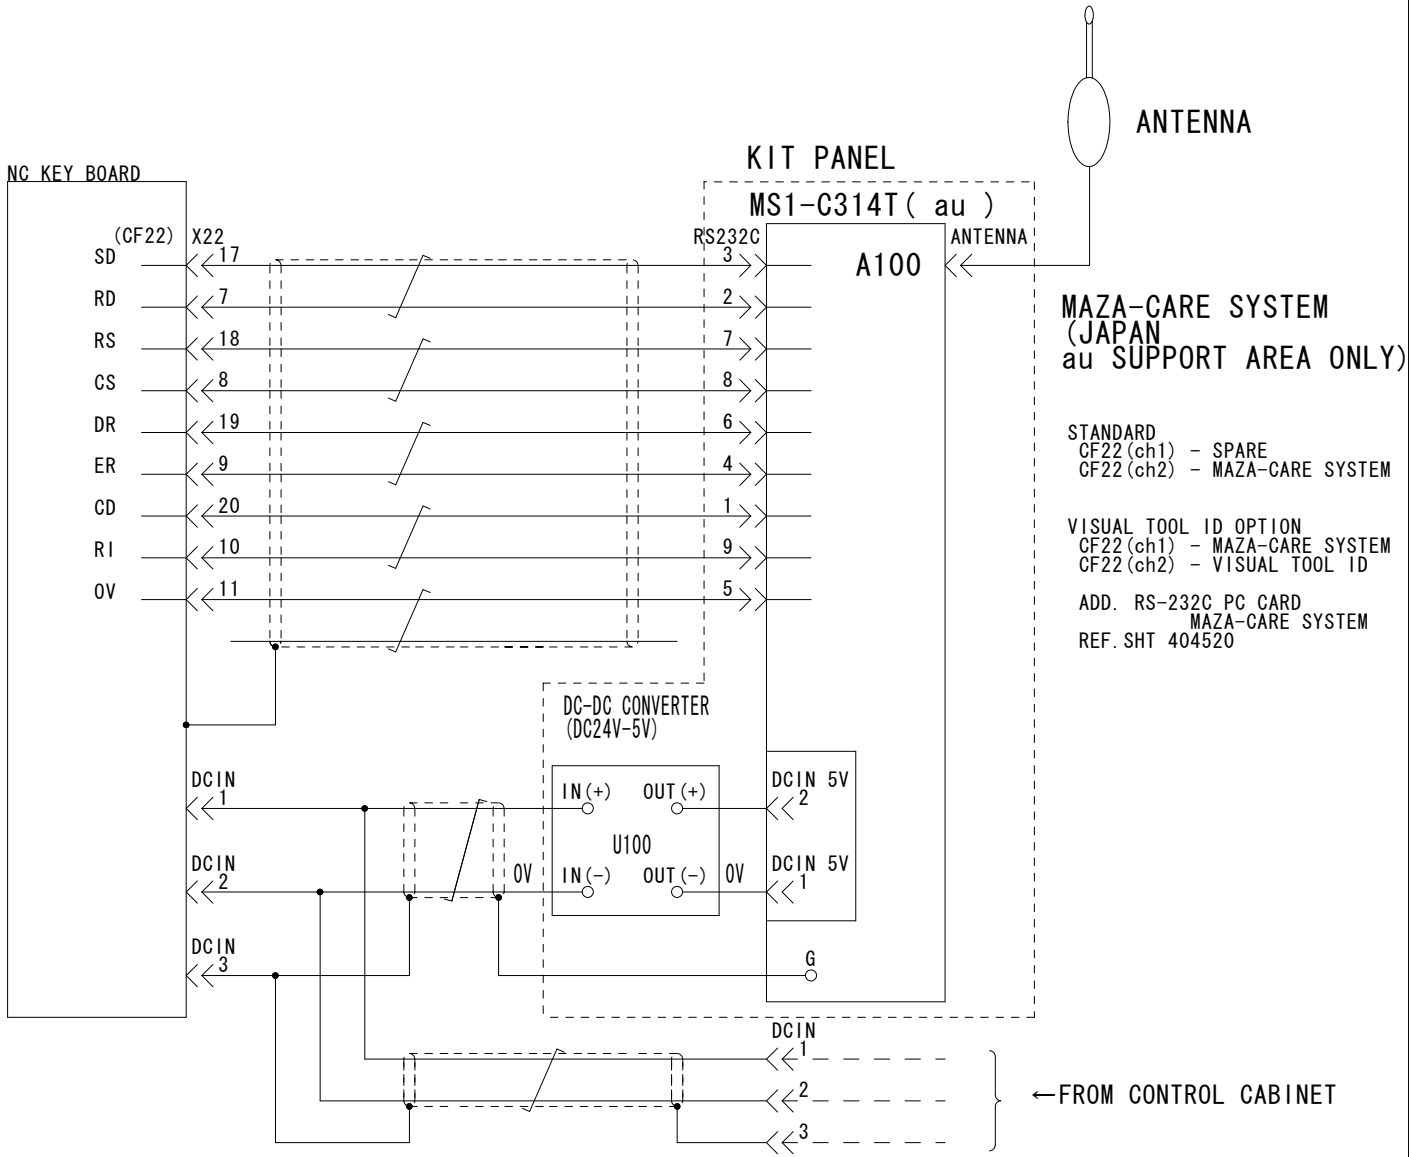 ANTENNA
KIT PANEL
NC KEY BOARD
MS1-C314T( au )
(CF22) X22
RS232C
ANTENNA
A100
SD 17 3
RD 7 2
RS 18 7
CS 8 8
DR 19 6
ER 9 4
CD 20 1
RI 10 9
0V 11 5
MAZA-CARE SYSTEM
(JAPAN
au SUPPORT AREA ONLY)
STANDARD
CF22(ch1) - SPARE
CF22(ch2) - MAZA-CARE SYSTEM
VISUAL TOOL ID OPTION
CF22(ch1) - MAZA-CARE SYSTEM
CF22(ch2) - VISUAL TOOL ID
ADD. RS-232C PC CARD
MAZA-CARE SYSTEM
REF.SHT 404520
DC-DC CONVERTER
(DC24V-5V)
DCIN
1
IN(+) OUT(+)
DCIN 5V
2
U100
DCIN
2
0V
IN(-) OUT(-)
0V
DCIN 5V
1
DCIN
3
G
DCIN
1
2
3
←FROM CONTROL CABINET